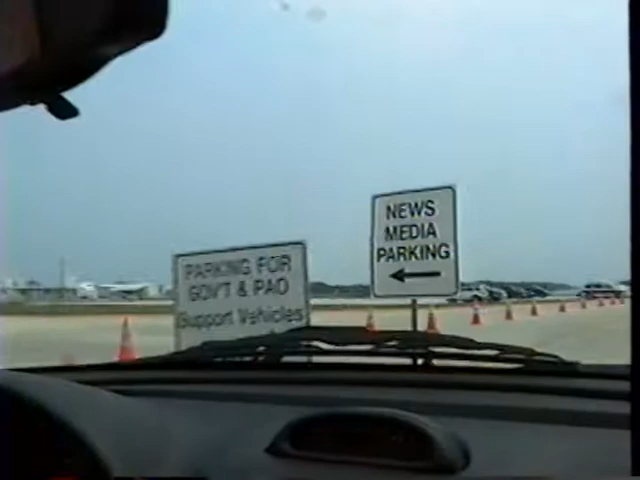 PARKING FOR
GOV'T & PAO
Support Vehicles
NEWS
MEDIA
PARKING